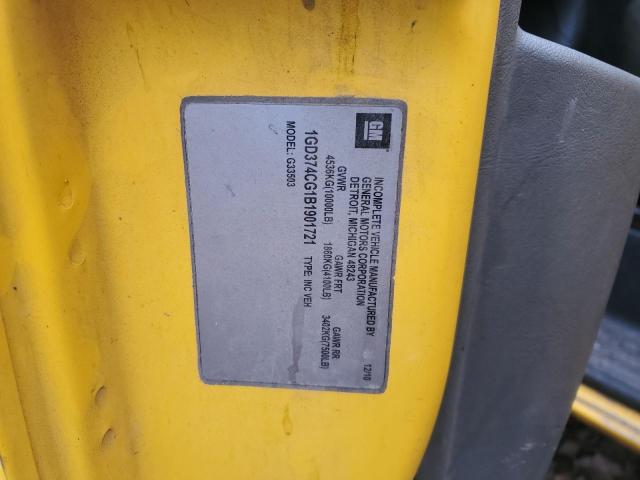 GM
INCOMPLETE VEHICLE MANUFACTURED BY
GENERAL MOTORS CORPORATION
DETROIT, MICHIGAN 48243
12/10
GVWR GAWR FRT GAWR RR
4536KG(10000LB) 1860KG(4100LB) 3402KG(7500LB)
1GD374CG1B1901721 TYPE: INC VEH
MODEL: G33503